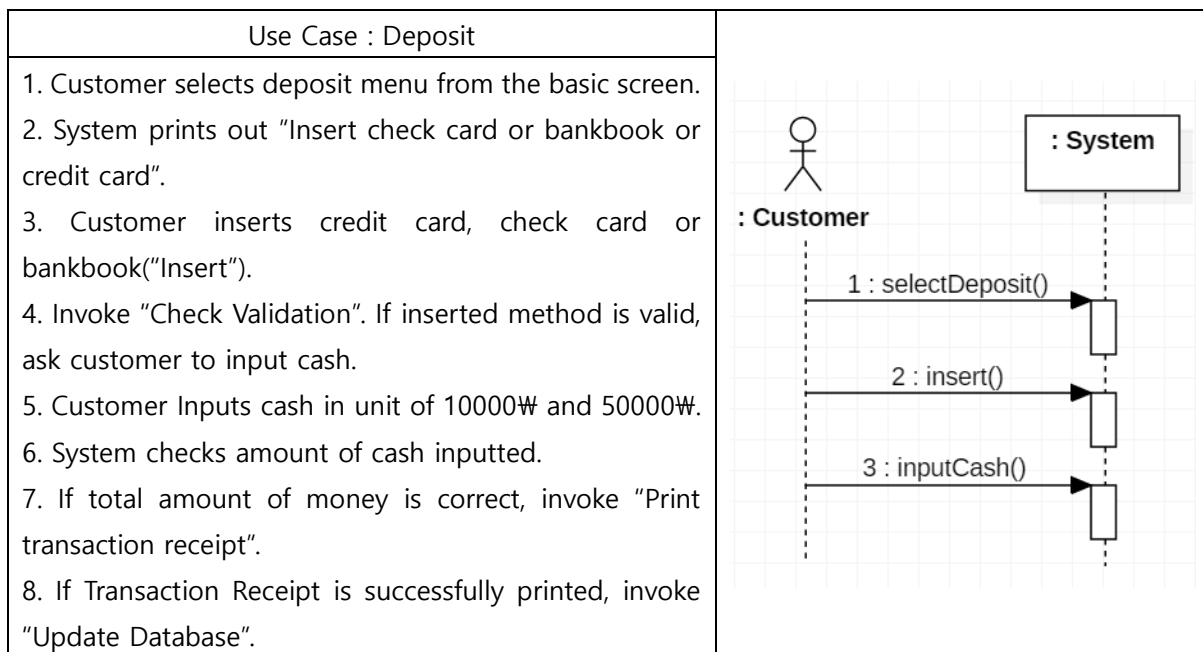 Use Case : Deposit
1. Customer selects deposit menu from the basic screen.
2. System prints out “Insert check card or bankbook or
credit card”.
3. Customer inserts credit card, check card or
bankbook(“Insert”).
4. Invoke “Check Validation”. If inserted method is valid,
ask customer to input cash.
5. Customer Inputs cash in unit of 10000₩ and 50000₩.
6. System checks amount of cash inputted.
7. If total amount of money is correct, invoke “Print
transaction receipt”.
8. If Transaction Receipt is successfully printed, invoke
“Update Database”.
: System
: Customer
1 : selectDeposit()
2 : insert()
3 : inputCash()